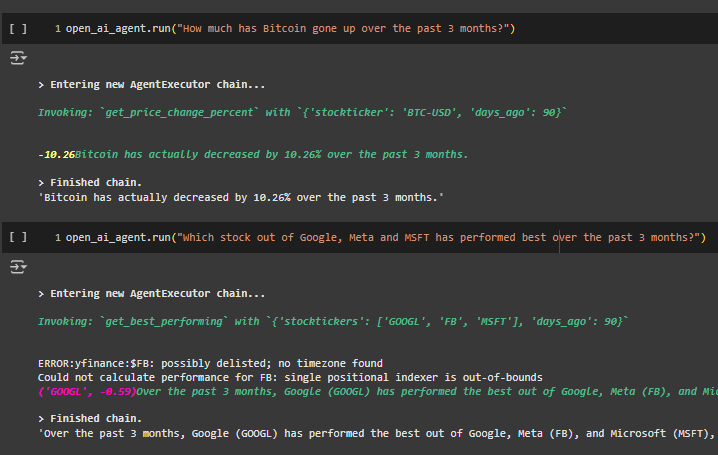 [ ] 1 open_ai_agent.run("How much has Bitcoin gone up over the past 3 months?")
> Entering new AgentExecutor chain...
Invoking: `get_price_change_percent` with `{'stockticker': 'BTC-USD', 'days_ago': 90}`
-10.26Bitcoin has actually decreased by 10.26% over the past 3 months.
> Finished chain.
'Bitcoin has actually decreased by 10.26% over the past 3 months.'
[ ] 1 open_ai_agent.run("Which stock out of Google, Meta and MSFT has performed best over the past 3 months?")
> Entering new AgentExecutor chain...
Invoking: `get_best_performing` with `{'stocktickers': ['GOOGL', 'FB', 'MSFT'], 'days_ago': 90}`
ERROR:yfinance:$FB: possibly delisted; no timezone found
Could not calculate performance for FB: single positional indexer is out-of-bounds
('GOOGL', -0.59)Over the past 3 months, Google (GOOGL) has performed the best out of Google, Meta (FB), and Mic
> Finished chain.
'Over the past 3 months, Google (GOOGL) has performed the best out of Google, Meta (FB), and Microsoft (MSFT),